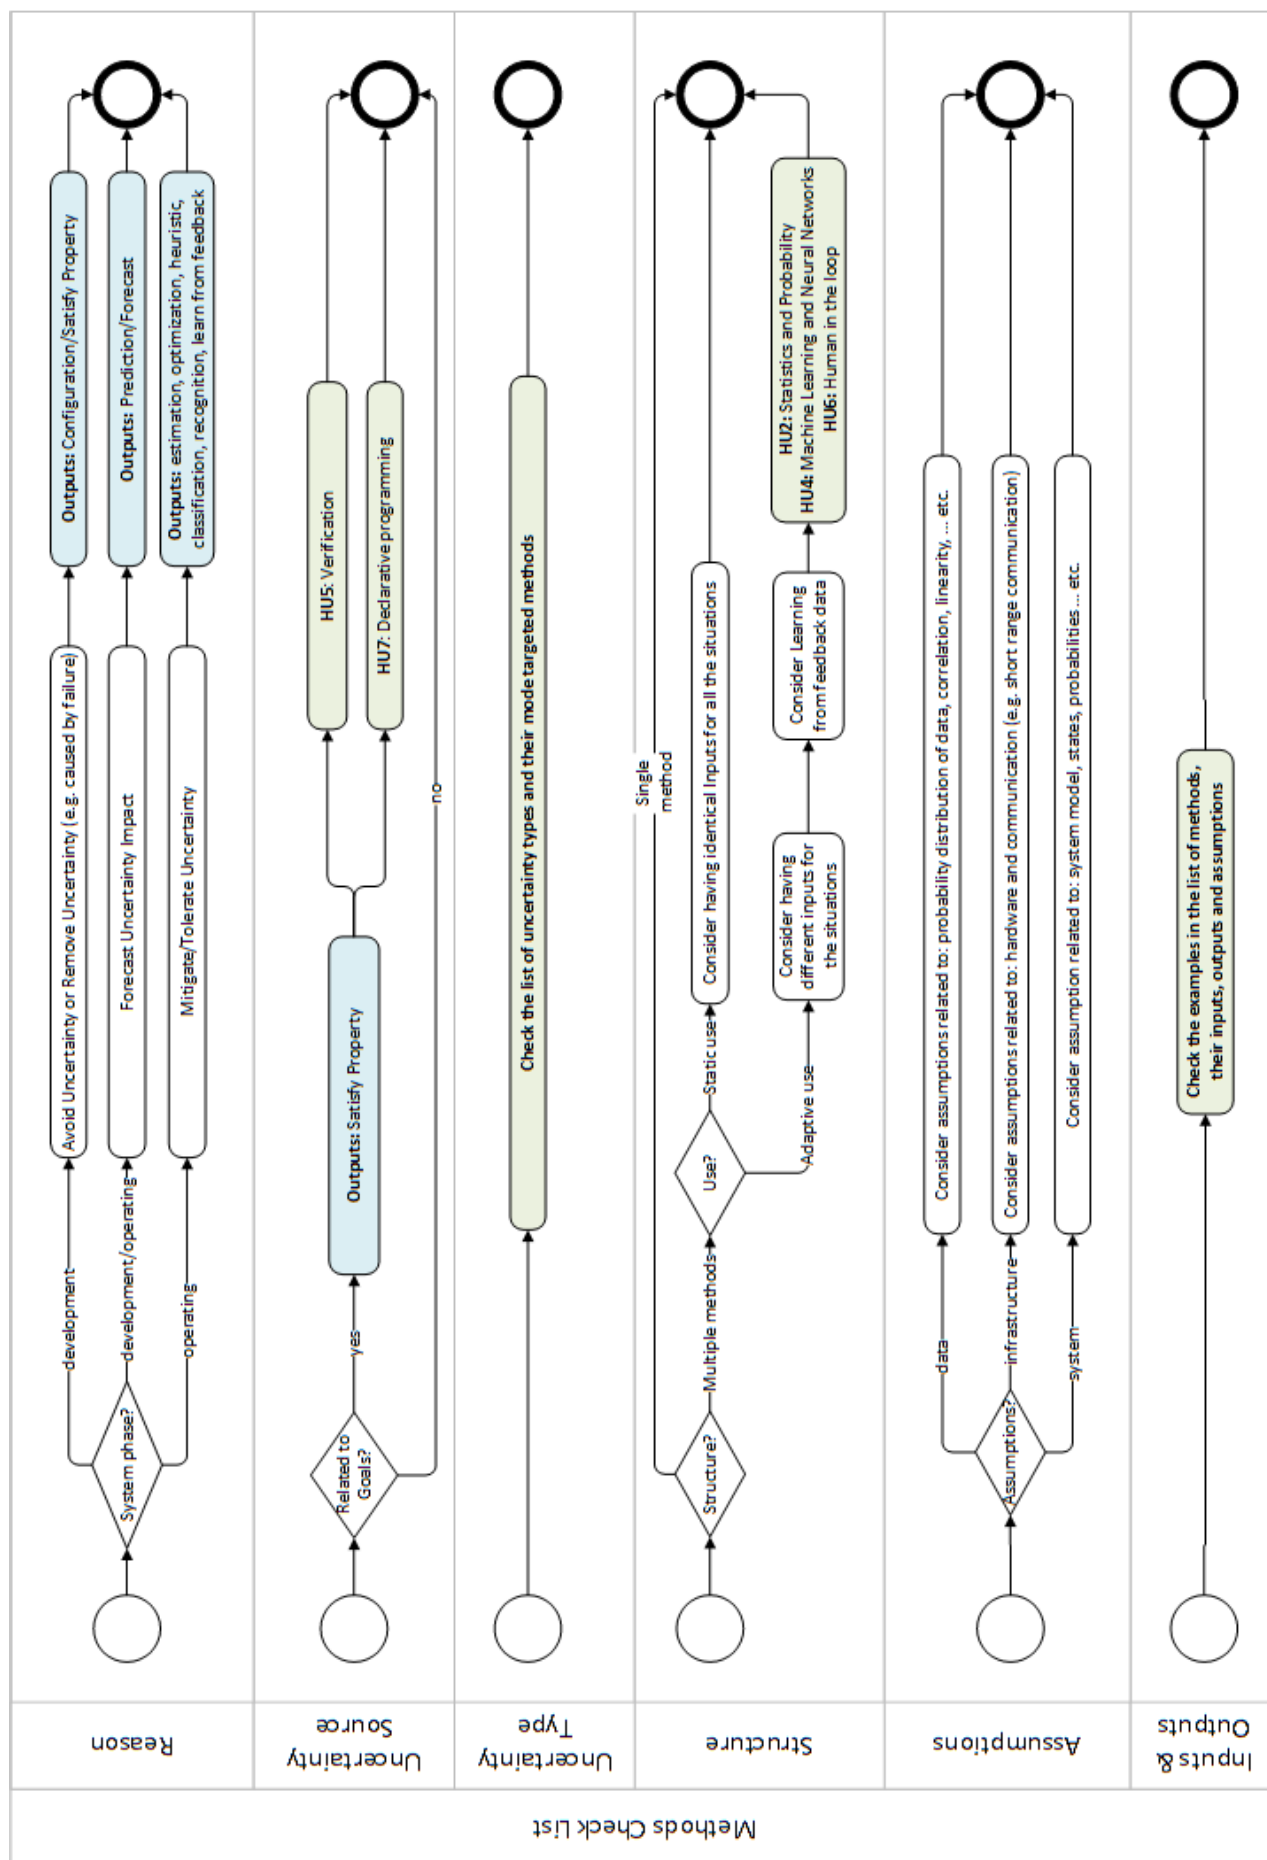 Methods Check List
Reason
System phase?
development
Avoid Uncertainty or Remove Uncertainty (e.g. caused by failure)
Outputs: Configuration/Satisfy Property
development/operating
Forecast Uncertainty Impact
Outputs: Prediction/Forecast
operating
Mitigate/Tolerate Uncertainty
Outputs: estimation, optimization, heuristic,
classification, recognition, learn from feedback
Uncertainty
Source
Related to
Goals?
yes
Outputs: Satisfy Property
HU5: Verification
HU7: Declarative programming
no
Uncertainty
Type
Check the list of uncertainty types and their mode targeted methods
Structure
Structure?
Single
method
Multiple methods
Use?
Static use
Consider having identical Inputs for all the situations
Adaptive use
Consider having
different inputs for
the situations
Consider Learning
from feedback data
HU2: Statistics and Probability
HU4: Machine Learning and Neural Networks
HU6: Human in the loop
Assumptions
Assumptions?
data
Consider assumptions related to: probability distribution of data, correlation, linearity, ... etc.
infrastructure
Consider assumptions related to: hardware and communication (e.g. short range communication)
system
Consider assumption related to: system model, states, probabilities ... etc.
Inputs &
Outputs
Check the examples in the list of methods,
their inputs, outputs and assumptions